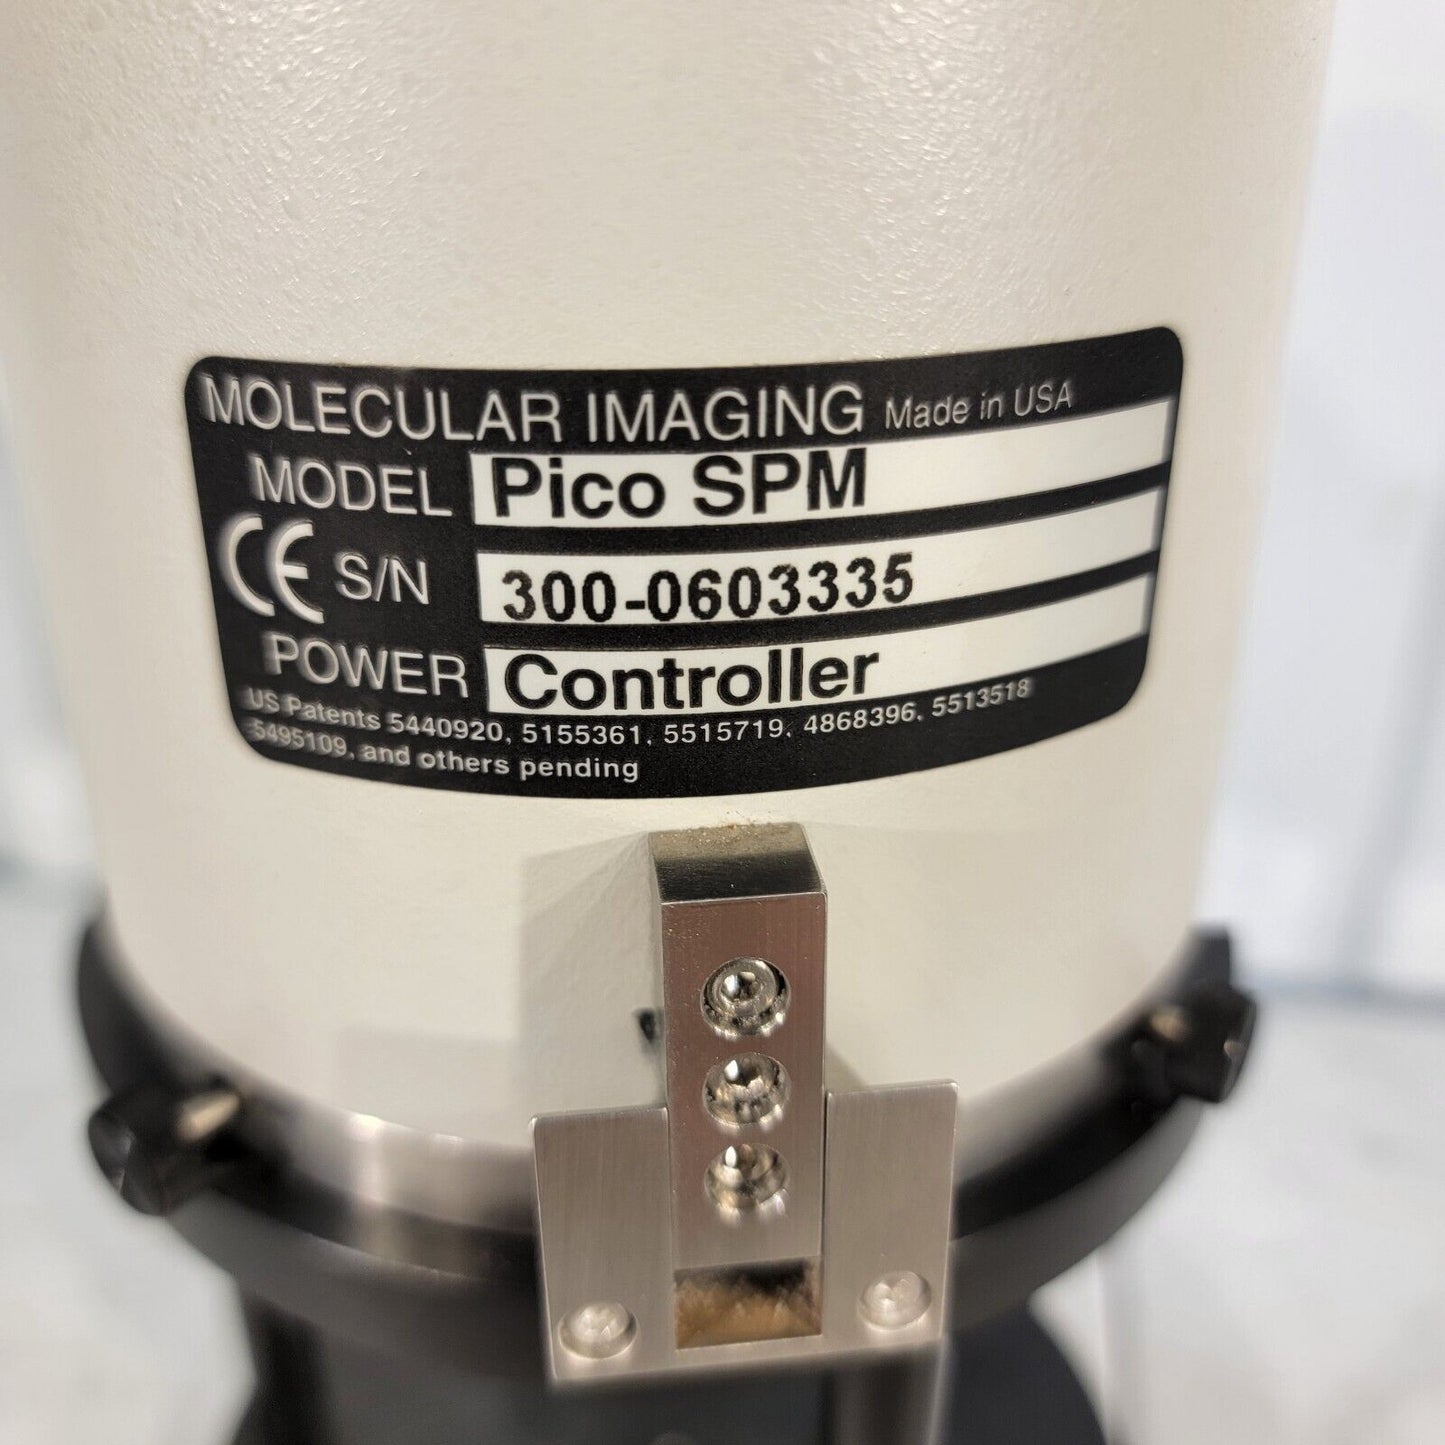 MOLECULAR IMAGING Made in USA
MODEL Pico SPM
CE S/N 300-0603335
POWER Controller
US Patents 5440920, 5155361, 5515719, 4868396, 5513518
5495109, and others pending